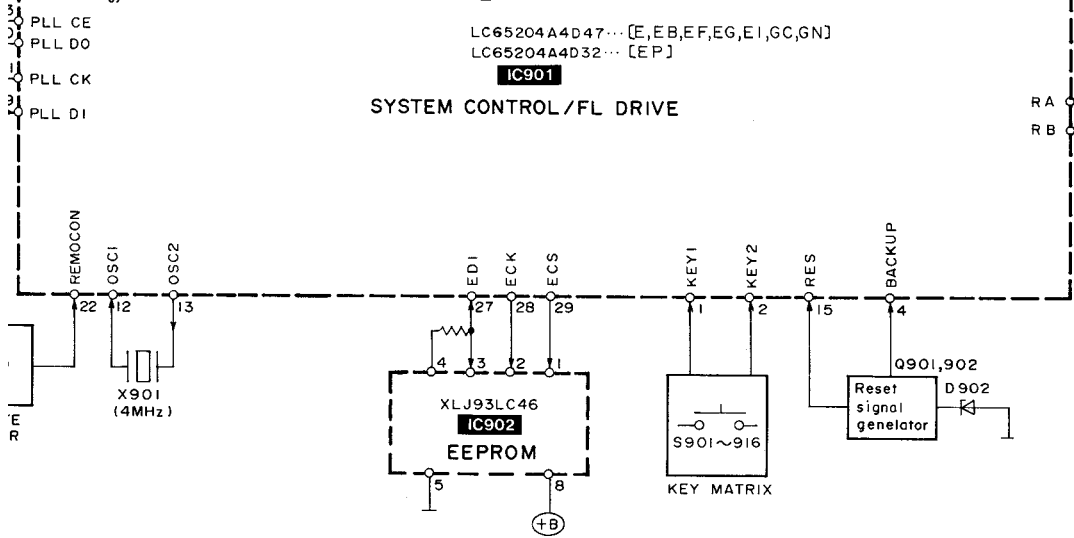 PLL CE
LC65204A4D47··· [E,EB,EF,EG,EI,GC,GN]
PLL DO
LC65204A4D32··· [EP]
PLL CK
IC901
SYSTEM CONTROL/FL DRIVE
PLL DI
RA
RB
REMOCON
OSC1
OSC2
EDI
ECK
ECS
KEY1
KEY2
RES
BACKUP
22
12
13
27
28
29
1
2
15
4
X901
(4MHz)
4
3
2
1
XLJ93LC46
IC902
EEPROM
5
8
+B
S901~916
KEY MATRIX
Q901,902
Reset
signal
genelator
D902